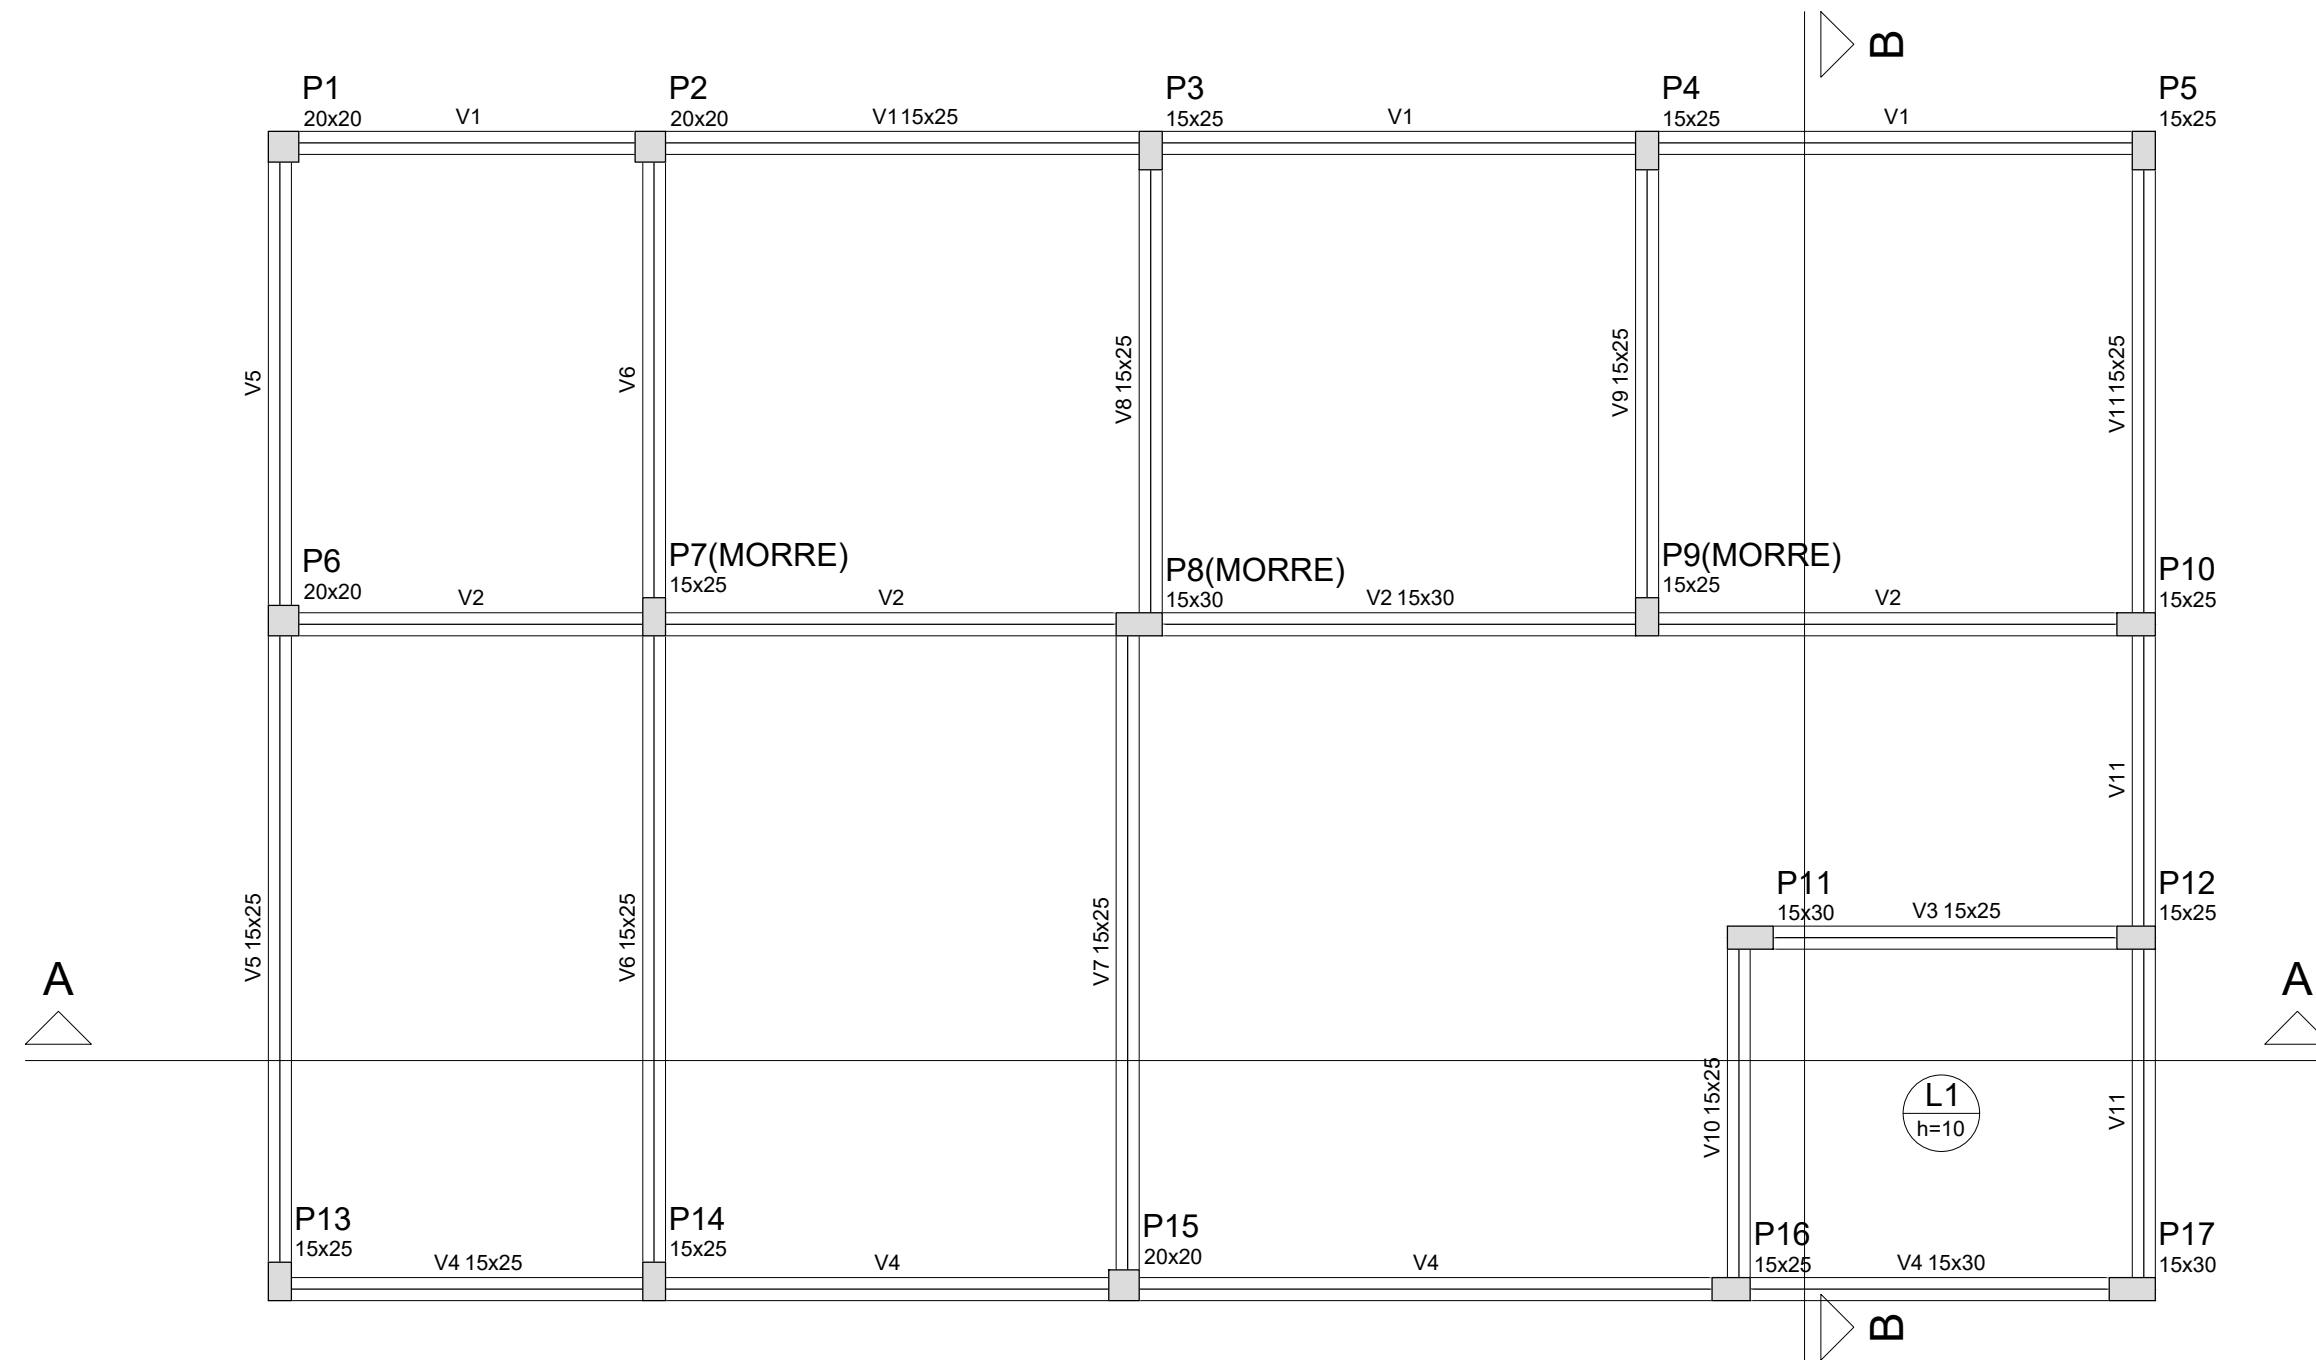 B
P1
20x20
V1
P2
20x20
V1 15x25
P3
15x25
V1
P4
15x25
V1
P5
15x25
V5
V6
V8 15x25
V9 15x25
V11 15x25
P6
20x20
V2
P7(MORRE)
15x25
V2
P8(MORRE)
15x30
V2 15x30
P9(MORRE)
15x25
V2
P10
15x25
V11
P11
15x30
V3 15x25
P12
15x25
V5 15x25
V6 15x25
V7 15x25
A
A
V10 15x25
L1
h=10
V11
P13
15x25
V4 15x25
P14
15x25
V4
P15
20x20
V4
P16
15x25
V4 15x30
P17
15x30
B